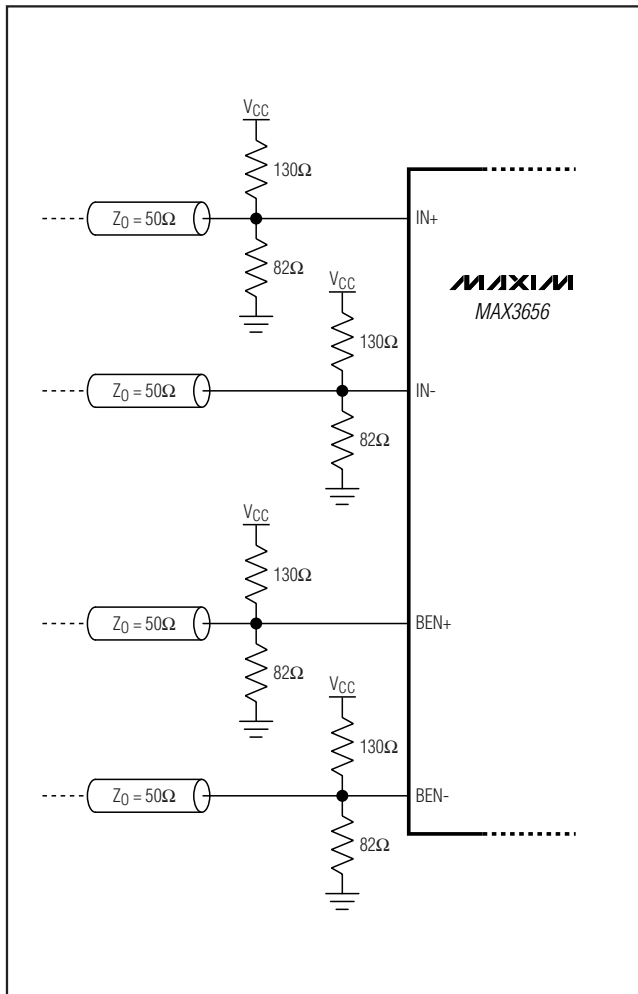 VCC
130Ω
Z0 = 50Ω
IN+
82Ω
MAXIM
MAX3656
VCC
130Ω
Z0 = 50Ω
IN-
82Ω
VCC
130Ω
Z0 = 50Ω
BEN+
82Ω
VCC
130Ω
Z0 = 50Ω
BEN-
82Ω